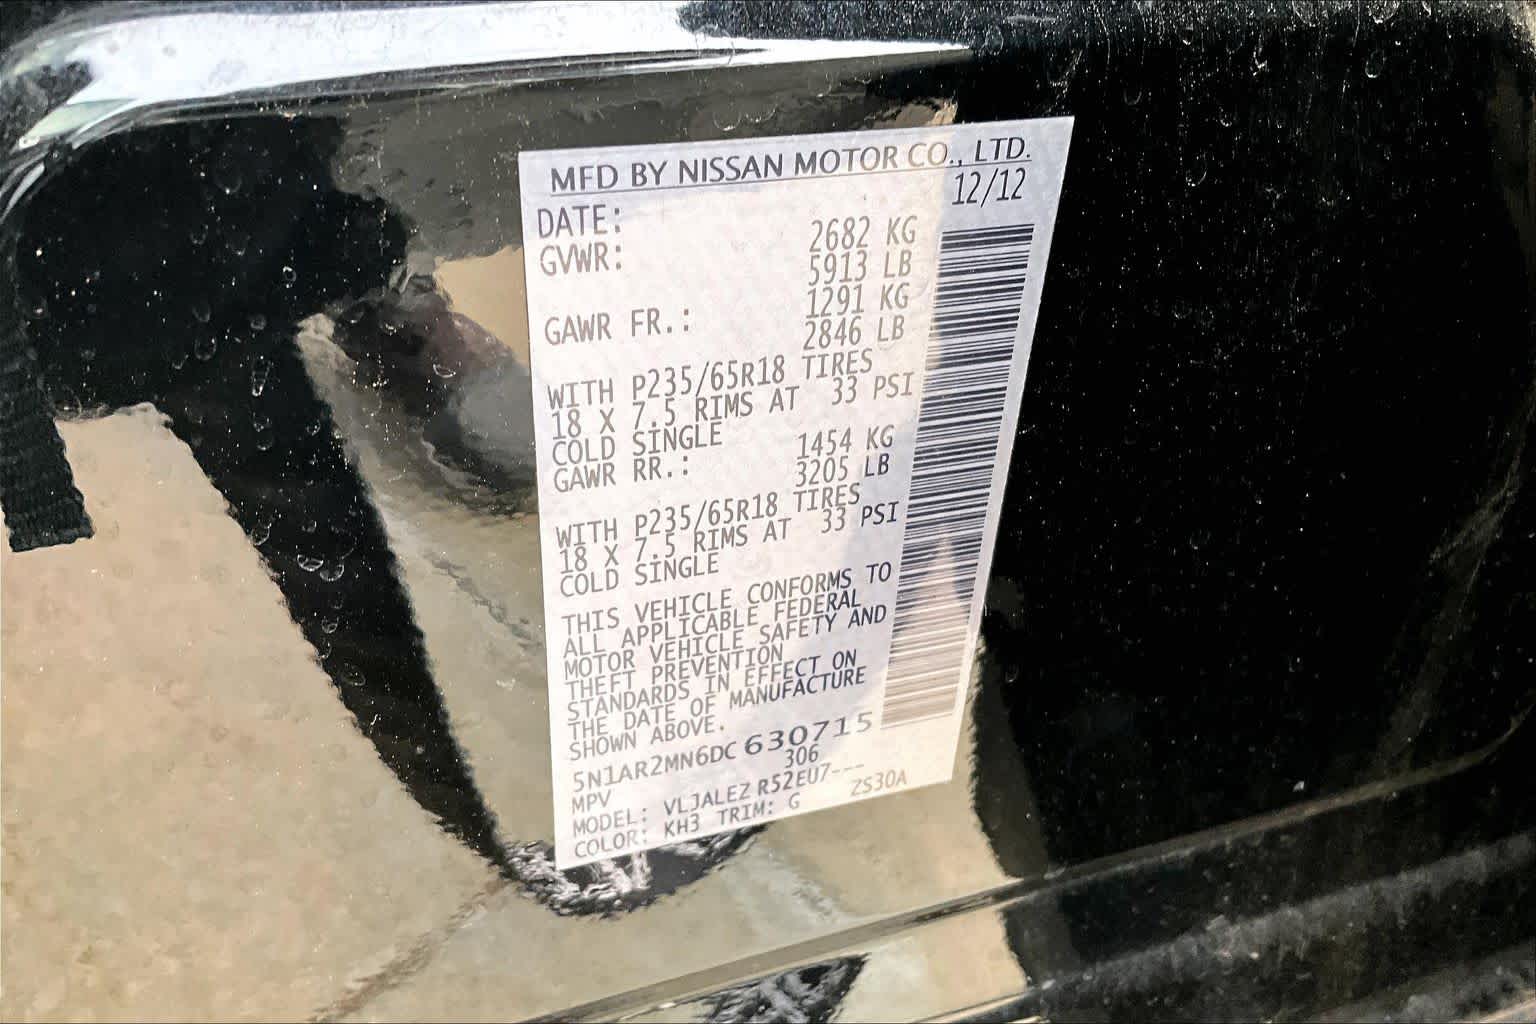 MFD BY NISSAN MOTOR CO., LTD.
DATE: 12/12
GVWR: 2682 KG
5913 LB
GAWR FR.: 1291 KG
2846 LB
WITH P235/65R18 TIRES
18 X 7.5 RIMS AT 33 PSI
COLD SINGLE
GAWR RR.: 1454 KG
3205 LB
WITH P235/65R18 TIRES
18 X 7.5 RIMS AT 33 PSI
COLD SINGLE
THIS VEHICLE CONFORMS TO
ALL APPLICABLE FEDERAL
MOTOR VEHICLE SAFETY AND
THEFT PREVENTION
STANDARDS IN EFFECT ON
THE DATE OF MANUFACTURE
SHOWN ABOVE.
5N1AR2MN6DC 630715
MPV 306
MODEL: VLJALEZ R52EU7---
COLOR: KH3 TRIM: G ZS30A